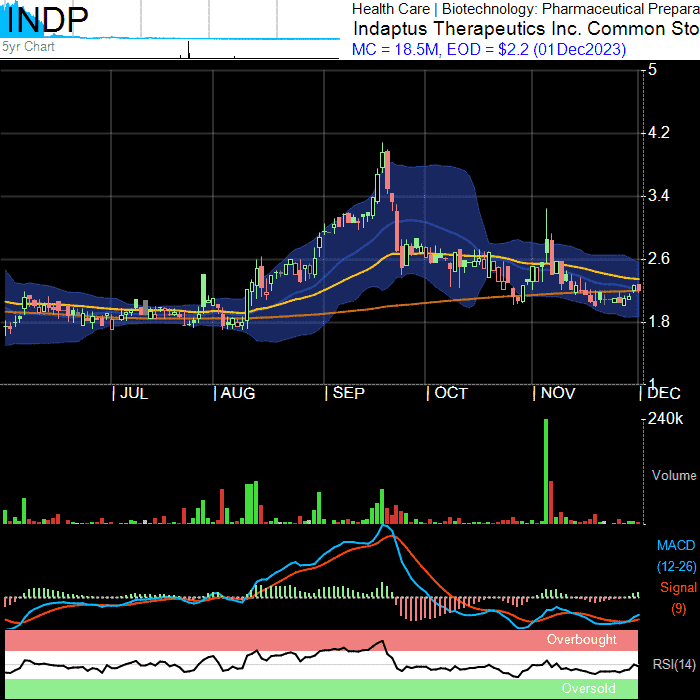 INDP
5yr Chart
Health Care | Biotechnology: Pharmaceutical Prepara
Indaptus Therapeutics Inc. Common Sto
MC = 18.5M, EOD = $2.2 (01Dec2023)
5
4.2
3.4
2.6
1.8
1
JUL AUG SEP OCT NOV DEC
240k
Volume
MACD
(12-26)
Signal
(9)
Overbought
RSI(14)
Oversold